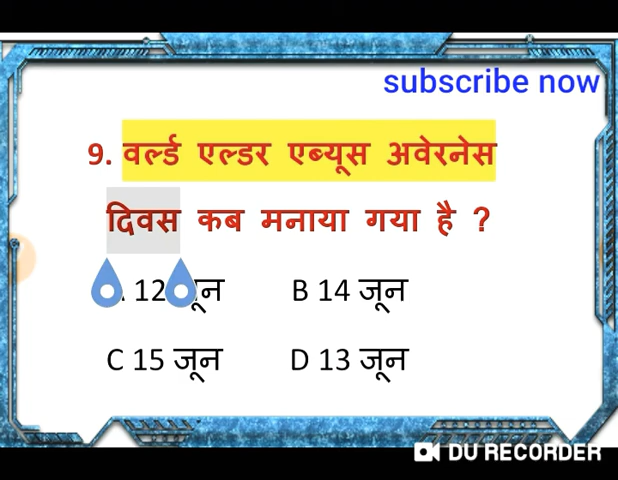 subscribe now
9. वर्ल्ड एल्डर एब्यूस अवेरनेस
दिवस कब मनाया गया है ?
12 B 14 जून
C 15 जून D 13 जून
DU RECORDER